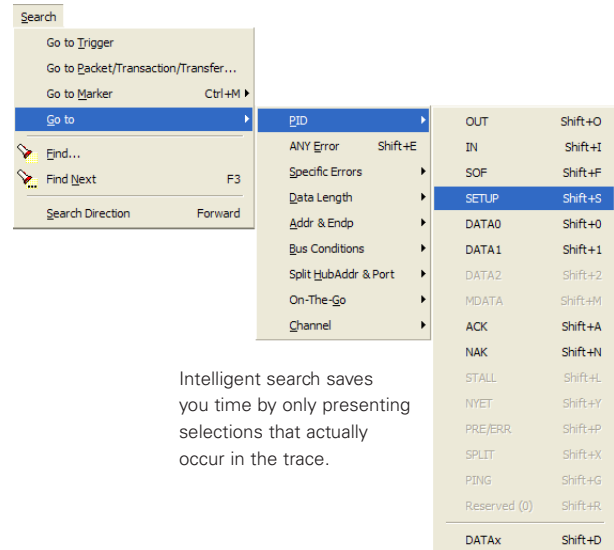 Search
Go to Trigger
Go to Packet/Transaction/Transfer...
Go to Marker Ctrl+M
Go to
Find...
Find Next F3
Search Direction Forward
PID
ANY Error Shift+E
Specific Errors
Data Length
Addr & Endp
Bus Conditions
Split HubAddr & Port
On-The-Go
Channel
OUT Shift+O
IN Shift+I
SOF Shift+F
SETUP Shift+S
DATA0 Shift+0
DATA1 Shift+1
DATA2 Shift+2
MDATA Shift+M
ACK Shift+A
NAK Shift+N
STALL Shift+L
NYET Shift+Y
PRE/ERR Shift+P
SPLIT Shift+X
PING Shift+G
Reserved (0) Shift+R
DATAx Shift+D
Intelligent search saves
you time by only presenting
selections that actually
occur in the trace.